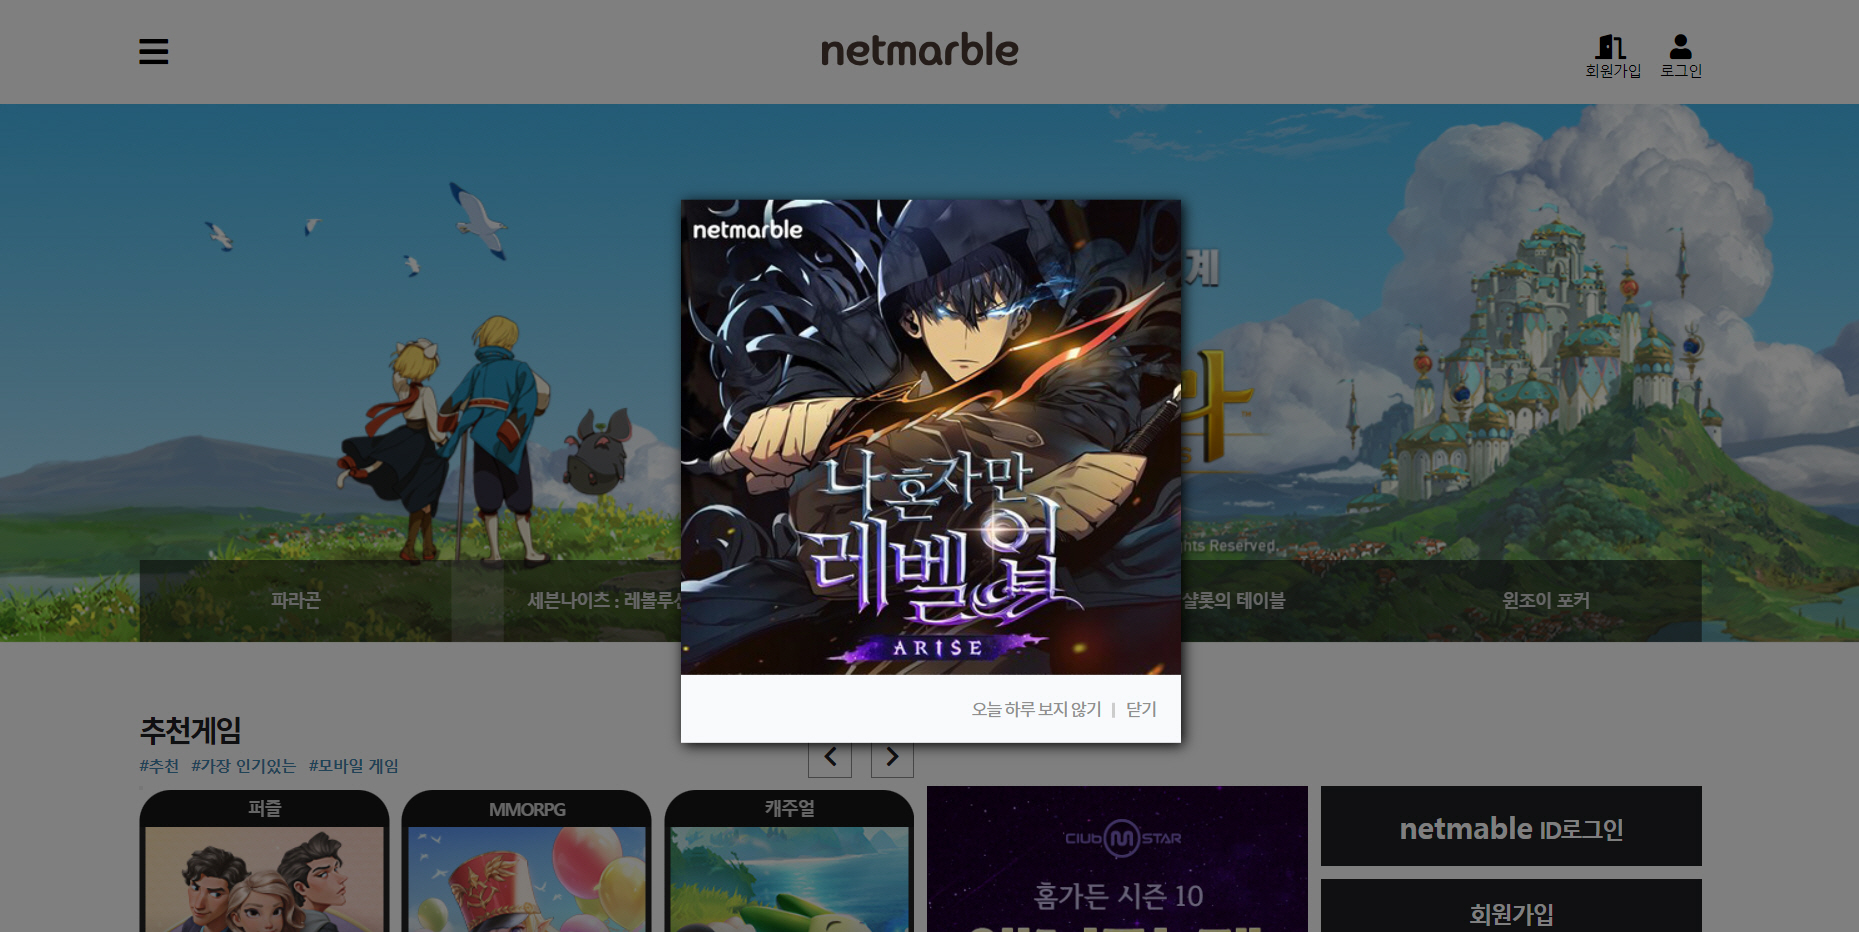 netmarble
회원가입
로그인
netmarble
계
나 혼자만
레벨업
ARISE
hts Reserved.
파라곤
세븐나이츠 : 레볼루션
샬롯의 테이블
윈조이 포커
오늘 하루 보지 않기 | 닫기
추천게임
#추천 #가장 인기있는 #모바일 게임
퍼즐
MMORPG
캐주얼
CLUB M STAR
홈가든 시즌 10
netmable ID로그인
회원가입